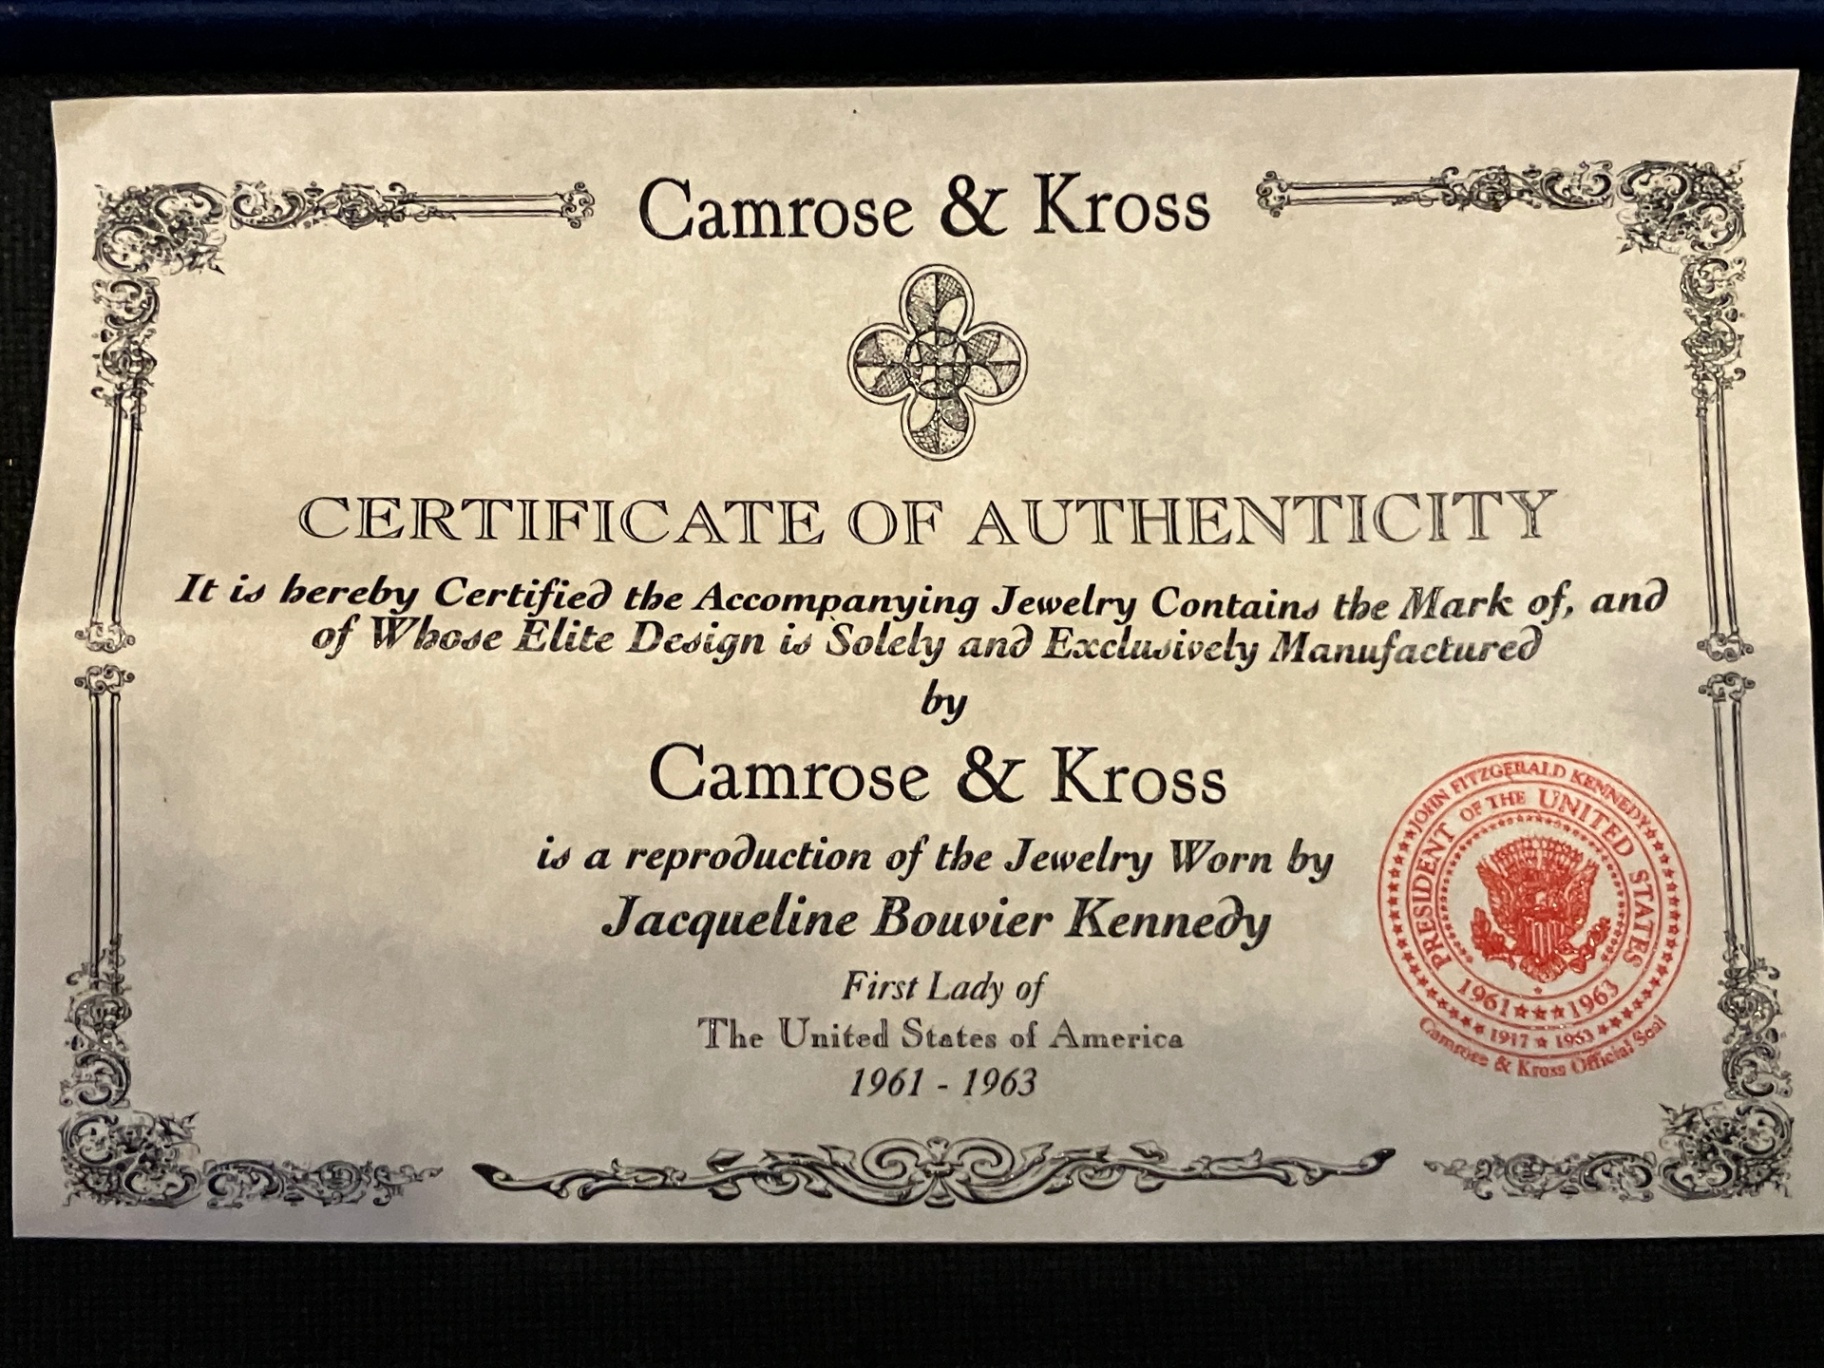 Camrose & Kross
CERTIFICATE OF AUTHENTICITY
It is hereby Certified the Accompanying Jewelry Contains the Mark of, and
of Whose Elite Design is Solely and Exclusively Manufactured
by
Camrose & Kross
is a reproduction of the Jewelry Worn by
Jacqueline Bouvier Kennedy
First Lady of
The United States of America
1961 - 1963
JOHN FITZGERALD KENNEDY
PRESIDENT OF THE UNITED STATES
1961 ★★★ 1963
1917 ★ 1963
Camrose & Kross Official Seal